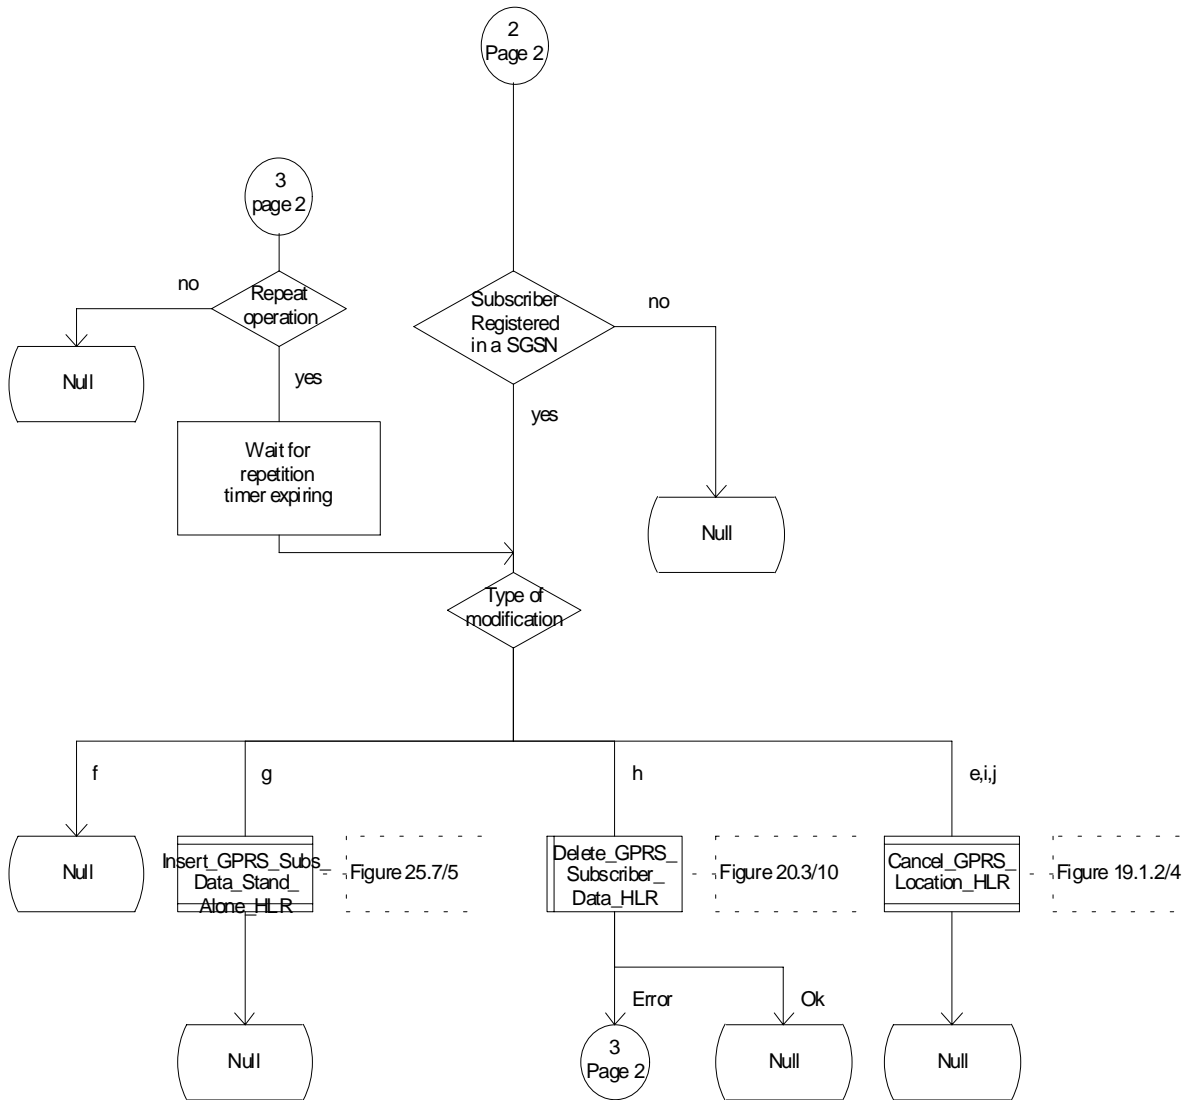 2
Page 2
3
page 2
no
Repeat
operation
Subscriber
Registered
in a SGSN
no
Null
yes
yes
Wait for
repetition
timer expiring
Null
Type of
modification
f
g
h
e,i,j
Null
Insert_GPRS_Subs_
Data_Stand_
Alone_HLR
Figure 25.7/5
Delete_GPRS_
Subscriber_
Data_HLR
Figure 20.3/10
Cancel_GPRS_
Location_HLR
Figure 19.1.2/4
Error
Ok
Null
3
Page 2
Null
Null